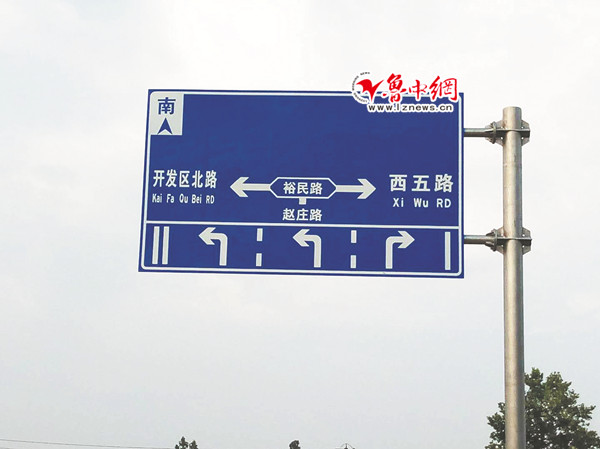 鲁中網
www.lznews.cn
南
开发区北路
Kai Fa Qu Bei RD
裕民路
赵庄路
西五路
Xi Wu RD